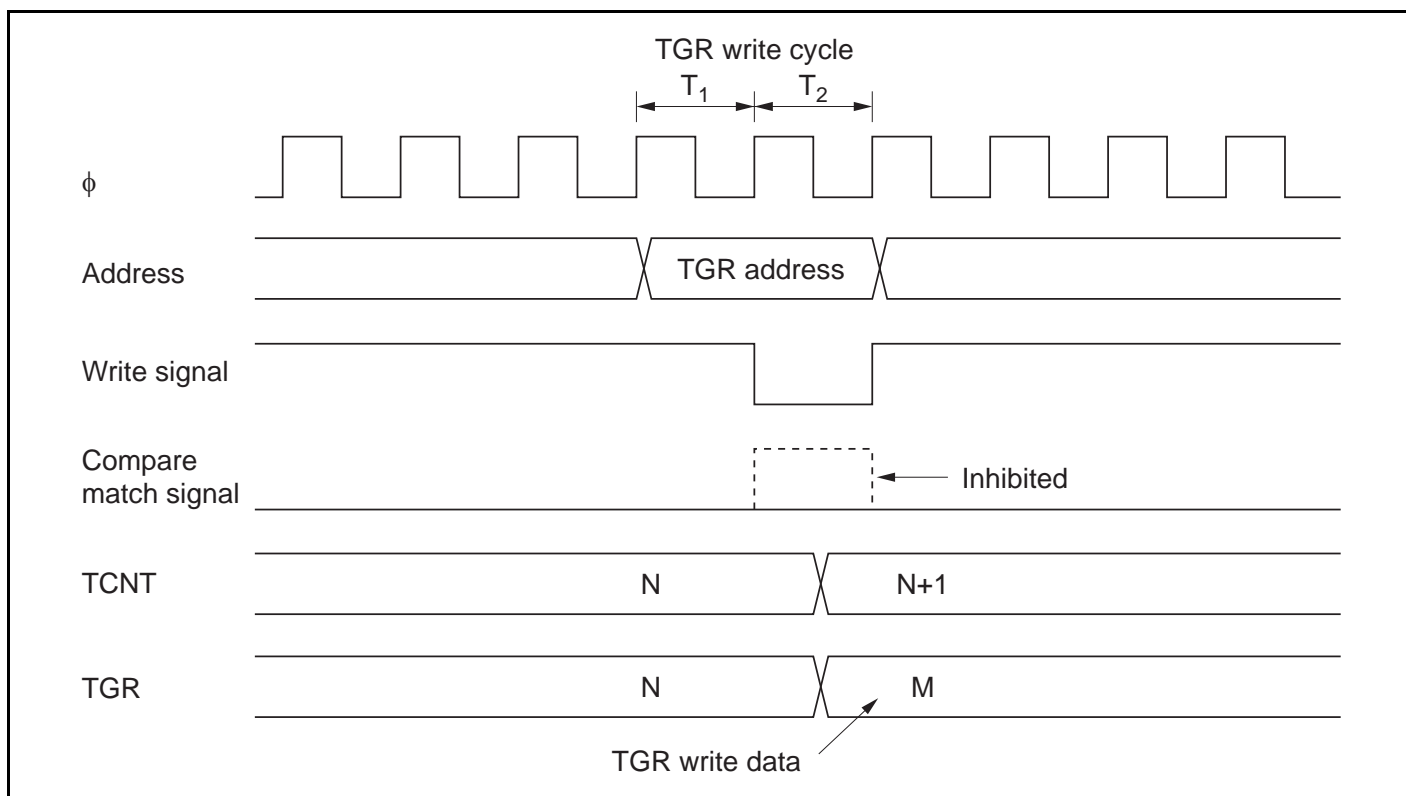 TGR write cycle
T1 T2
ϕ
Address TGR address
Write signal
Compare
match signal Inhibited
TCNT N N+1
TGR N M
TGR write data